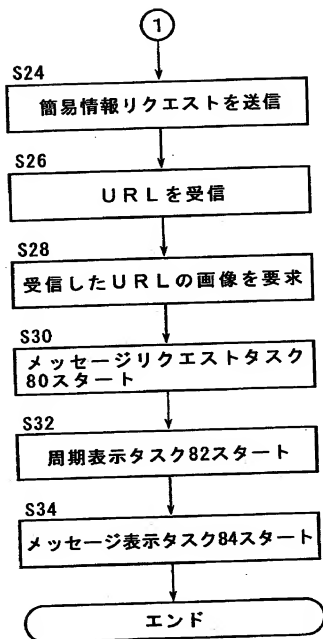 1
S24
簡易情報リクエストを送信
S26
URLを受信
S28
受信したURLの画像を要求
S30
メッセージリクエストタスク
80スタート
S32
周期表示タスク82スタート
S34
メッセージ表示タスク84スタート
エンド